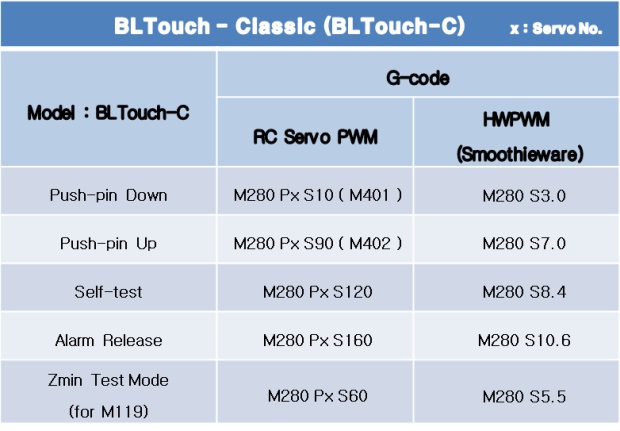 BLTouch - Classic (BLTouch-C) x : Servo No.
Model : BLTouch-C
G-code
RC Servo PWM
HWPWM
(Smoothieware)
Push-pin Down M280 Px S10 ( M401 ) M280 S3.0
Push-pin Up M280 Px S90 ( M402 ) M280 S7.0
Self-test M280 Px S120 M280 S8.4
Alarm Release M280 Px S160 M280 S10.6
Zmin Test Mode
(for M119)
M280 Px S60 M280 S5.5